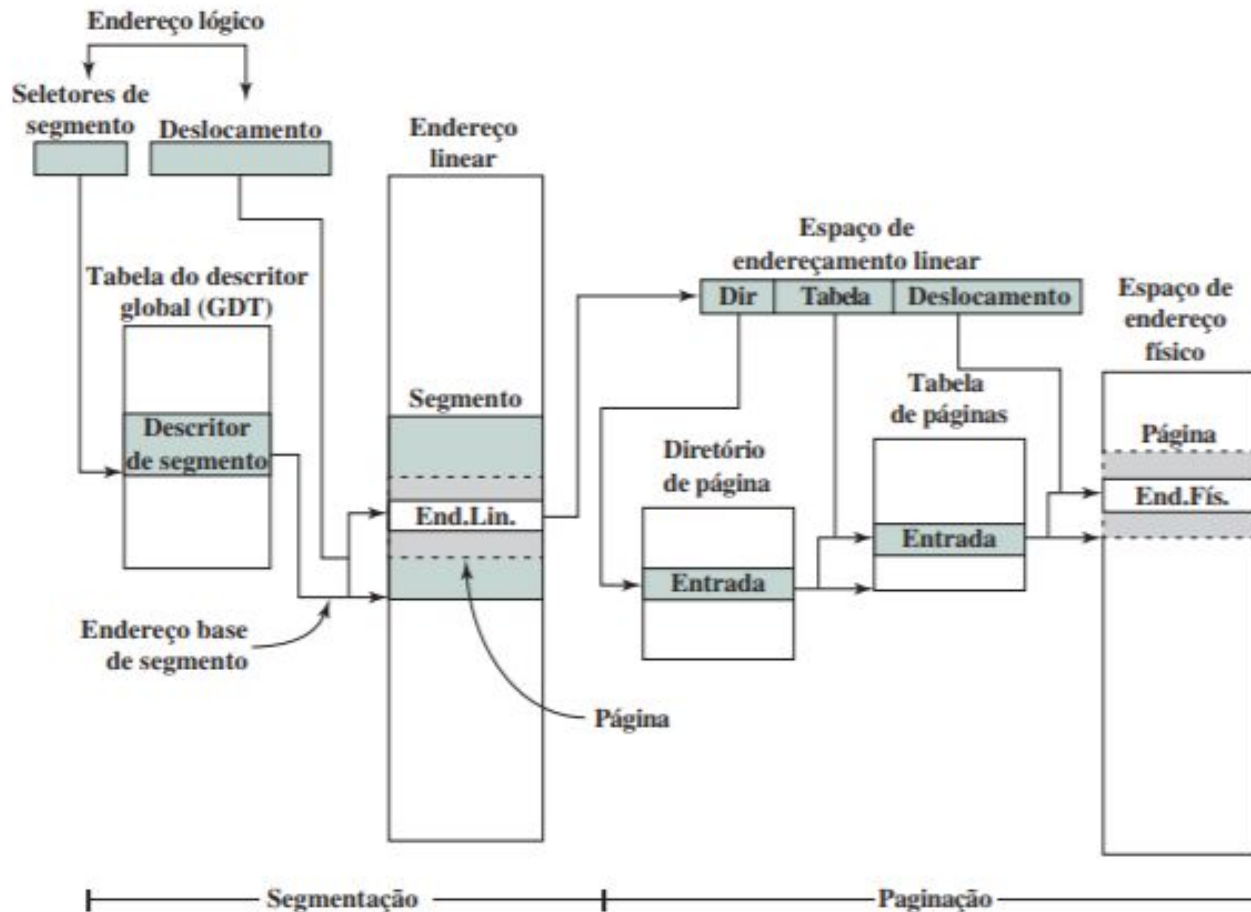 Endereço lógico
Seletores de
segmento
Deslocamento
Tabela do descritor
global (GDT)
Descritor
de segmento
Endereço base
de segmento
Endereço
linear
Segmento
End.Lin.
Página
Espaço de
endereçamento linear
Dir
Tabela
Deslocamento
Diretório
de página
Entrada
Tabela
de páginas
Entrada
Espaço de
endereço
físico
Página
End.Fís.
Segmentação
Paginação